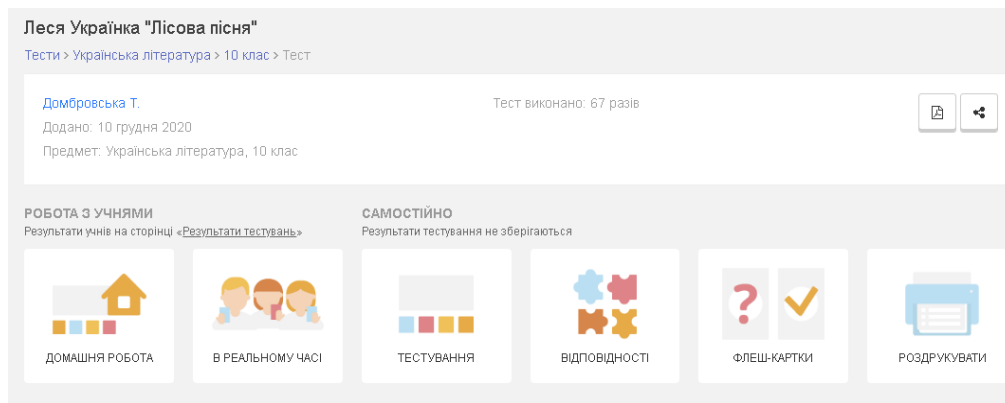 Леся Українка "Лісова пісня"
Тести > Українська література > 10 клас > Тест
Домбровська Т.
Тест виконано: 67 разів
Додано: 10 грудня 2020
Предмет: Українська література, 10 клас
РОБОТА З УЧНЯМИ
Результати учнів на сторінці «Результати тестувань»
САМОСТІЙНО
Результати тестування не зберігаються
ДОМАШНЯ РОБОТА
В РЕАЛЬНОМУ ЧАСІ
ТЕСТУВАННЯ
ВІДПОВІДНОСТІ
ФЛЕШ-КАРТКИ
РОЗДРУКУВАТИ